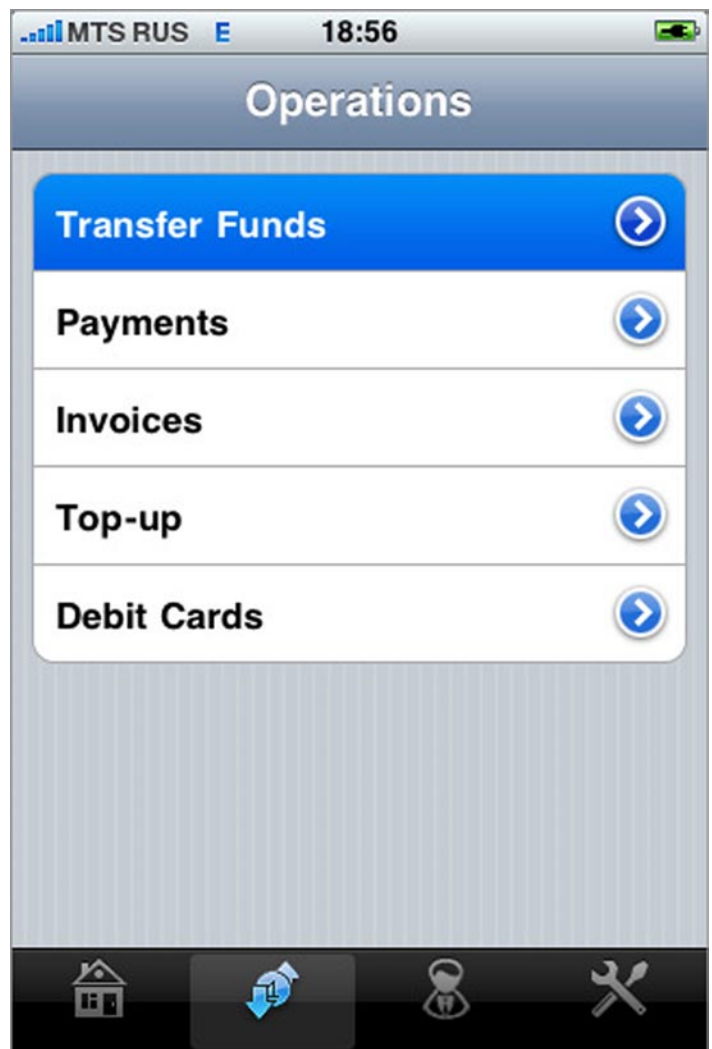 MTS RUS E 18:56
Operations
Transfer Funds
Payments
Invoices
Top-up
Debit Cards